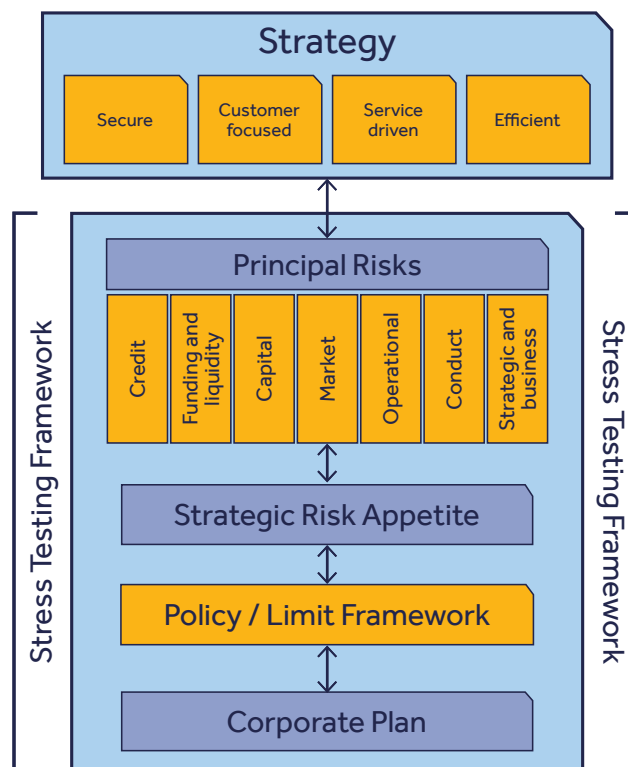 Strategy
Secure
Customer
focused
Service
driven
Efficient
Stress Testing Framework
Principal Risks
Credit
Funding and
liquidity
Capital
Market
Operational
Conduct
Strategic and
business
Strategic Risk Appetite
Policy / Limit Framework
Corporate Plan
Stress Testing Framework